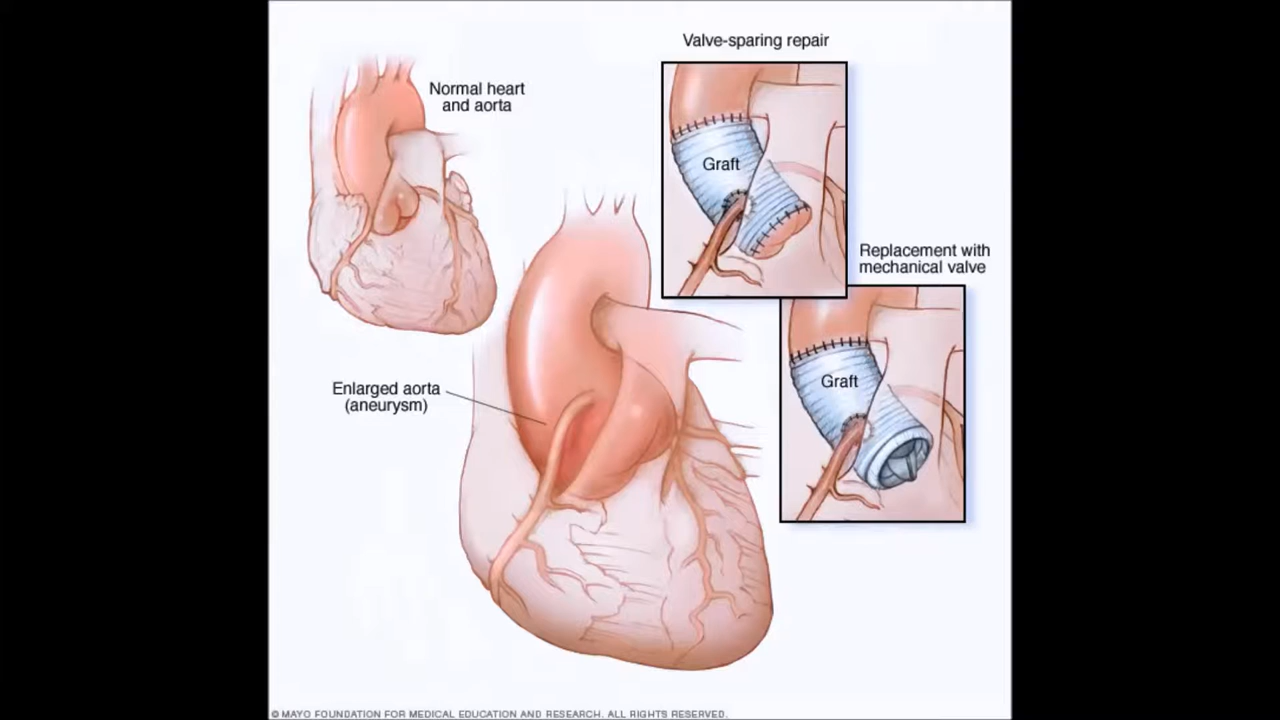 Valve-sparing repair
Normal heart
and aorta
Graft
Replacement with
mechanical valve
Enlarged aorta
(aneurysm)
Graft
© MAYO FOUNDATION FOR MEDICAL EDUCATION AND RESEARCH. ALL RIGHTS RESERVED.